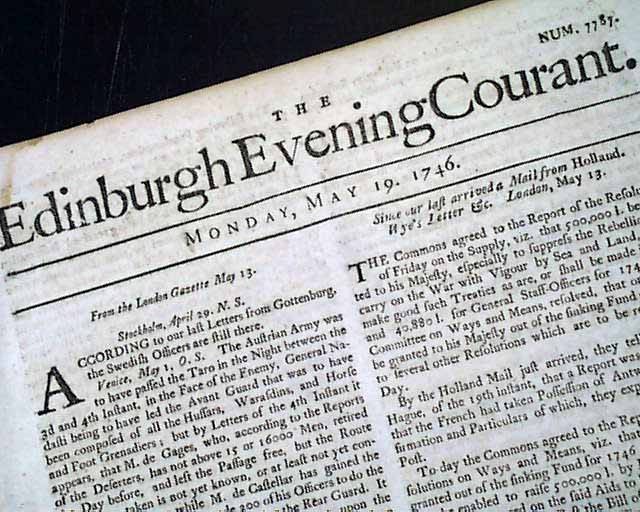 NUM. 7787.
THE
Edinburgh Evening Courant.
MONDAY, MAY 19. 1746.
From the London Gazette May 13.
Stockholm, April 29. N. S.
ACCORDING to our last Letters from Gottenburg,
the Swedish Officers are still there.
Venice, May 1. O. S. The Austrian Army was
to have passed the Taro in the Night between the
3d and 4th Instant, in the Face of the Enemy, General Na-
dasti being to have led the Avant Guard that was to have
been composed of all the Hussars, Warasdins, and Horse
and Foot Grenadiers; but by Letters of the 4th Instant it
appears, that M. de Gages, who, according to the Reports
of the Deserters, has not above 15 or 16000 Men, retired
Day before, and left the Passage free, but the Route
taken is not yet known, or at least not yet con-
while M. de Castellar has gained the
200 of his Officers to do the
the Rear Guard. It
upon the
Since our last arrived a Mail from Holland.
Wye's Letter &c. London, May 13.
THE Commons agreed to the Report of the Resolu
of Friday on the Supply, viz. that 500,000 l. be
ted to his Majesty, especially to suppress the Rebelli
carry on the War with Vigour by Sea and Land
make good such Treaties as are, or shall be made
and 40,880 l. for General Staff-Officers for 174
Committee on Ways and Means, resolved, that
be granted to his Majesty out of the sinking Fund
to several other Resolutions which are to be
Day.
By the Holland Mail just arrived, they
Hague, of the 19th instant, that a Report was
that the French had taken Possession of Antw
firmation and Particulars of which, they ex
Post.
To day the Commons agreed to the Re
solutions on Ways and Means, viz. th
granted out of the sinking Fund for 1746
be enabled to raise 500,000 l. b
on the said Aids to
of the Bill